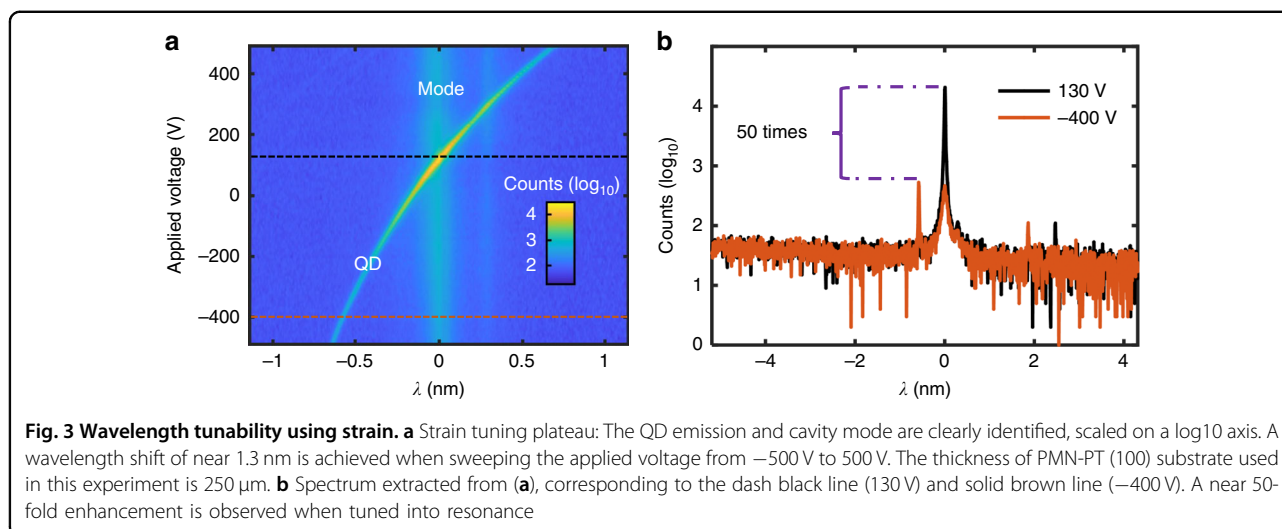 a
Applied voltage (V)
400
200
0
−200
−400
Mode
Counts (log10)
4
3
2
QD
−1
−0.5
0
0.5
1
λ (nm)
b
Counts (log10)
4
3
2
1
0
50 times
130 V
−400 V
−4
−2
0
2
4
λ (nm)
Fig. 3 Wavelength tunability using strain. a Strain tuning plateau: The QD emission and cavity mode are clearly identified, scaled on a log10 axis. A
wavelength shift of near 1.3 nm is achieved when sweeping the applied voltage from −500 V to 500 V. The thickness of PMN-PT (100) substrate used
in this experiment is 250 μm. b Spectrum extracted from (a), corresponding to the dash black line (130 V) and solid brown line (−400 V). A near 50-
fold enhancement is observed when tuned into resonance